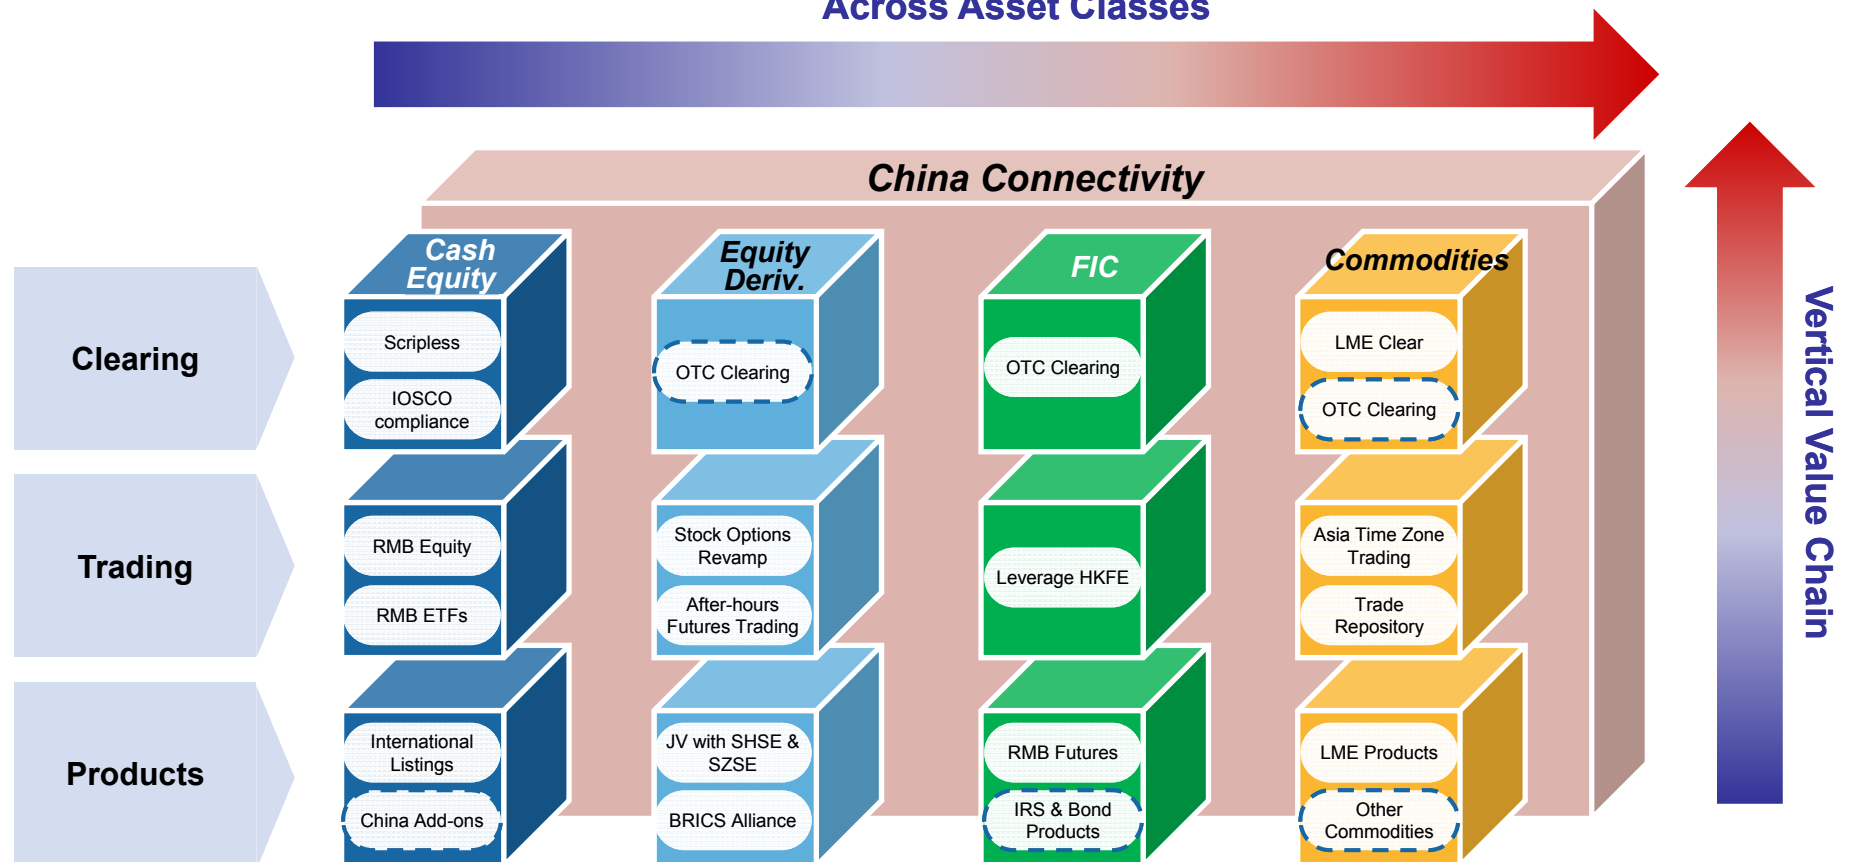 Across Asset Classes
China Connectivity
Cash
Equity
Equity
Deriv.
FIC
Commodities
Clearing
Scripless
IOSCO
compliance
OTC Clearing
OTC Clearing
LME Clear
OTC Clearing
Trading
RMB Equity
RMB ETFs
Stock Options
Revamp
After-hours
Futures Trading
Leverage HKFE
Asia Time Zone
Trading
Trade
Repository
Products
International
Listings
China Add-ons
JV with SHSE &
SZSE
BRICS Alliance
RMB Futures
IRS & Bond
Products
LME Products
Other
Commodities
Vertical Value Chain